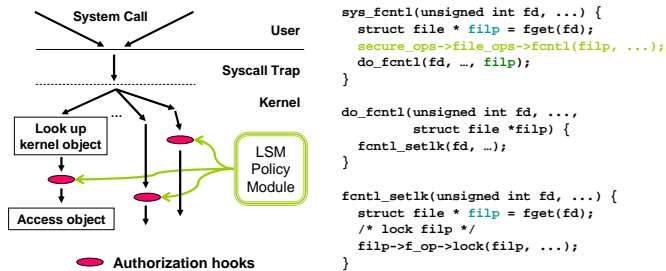 System Call
User
Syscall Trap
Kernel
...
Look up
kernel object
LSM
Policy
Module
Access object
Authorization hooks
sys_fcntl(unsigned int fd, ...) {
  struct file * filp = fget(fd);
  secure_ops->file_ops->fcntl(filp, ...);
  do_fcntl(fd, …, filp);
}
do_fcntl(unsigned int fd, ...,
         struct file *filp) {
  fcntl_setlk(fd, …);
}
fcntl_setlk(unsigned int fd, ...) {
  struct file * filp = fget(fd);
  /* lock filp */
  filp->f_op->lock(filp, ...);
}